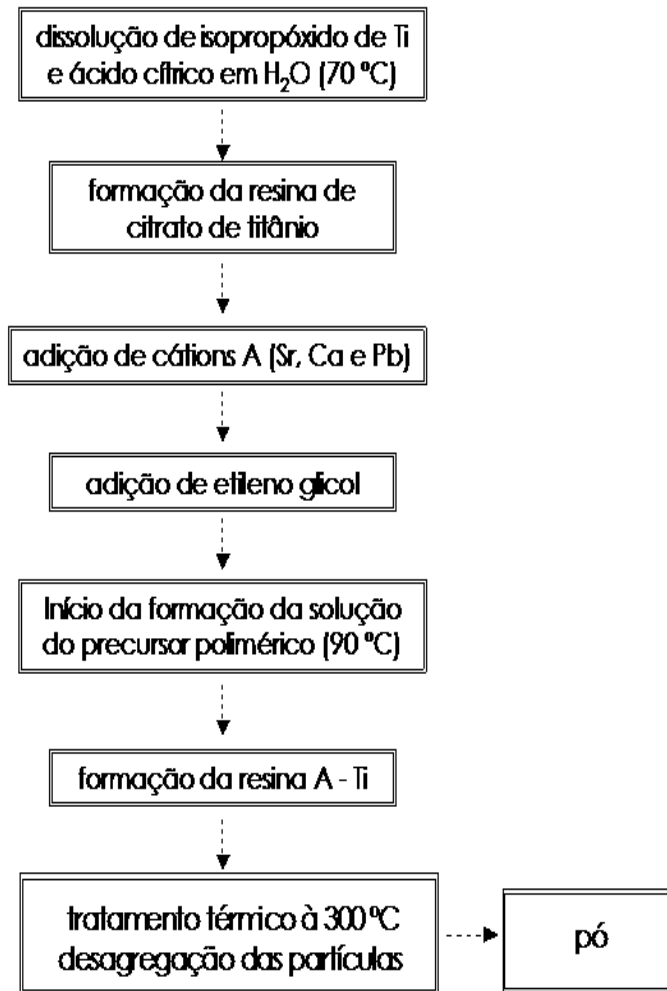 dissolução de isopropóxido de Ti
e ácido cítrico em H₂O (70 ºC)
formação da resina de
citrato de titânio
adição de cátions A (Sr, Ca e Pb)
adição de etileno glicol
Início da formação da solução
do precursor polimérico (90 ºC)
formação da resina A - Ti
tratamento térmico à 300 ºC
desagregação das partículas
pó